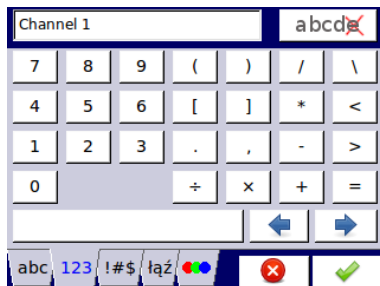 Channel 1 abcde
7 8 9 ( ) / \
4 5 6 [ ] * <
1 2 3 . , - >
0 ÷ × + =
abc 123 !#$ łąź